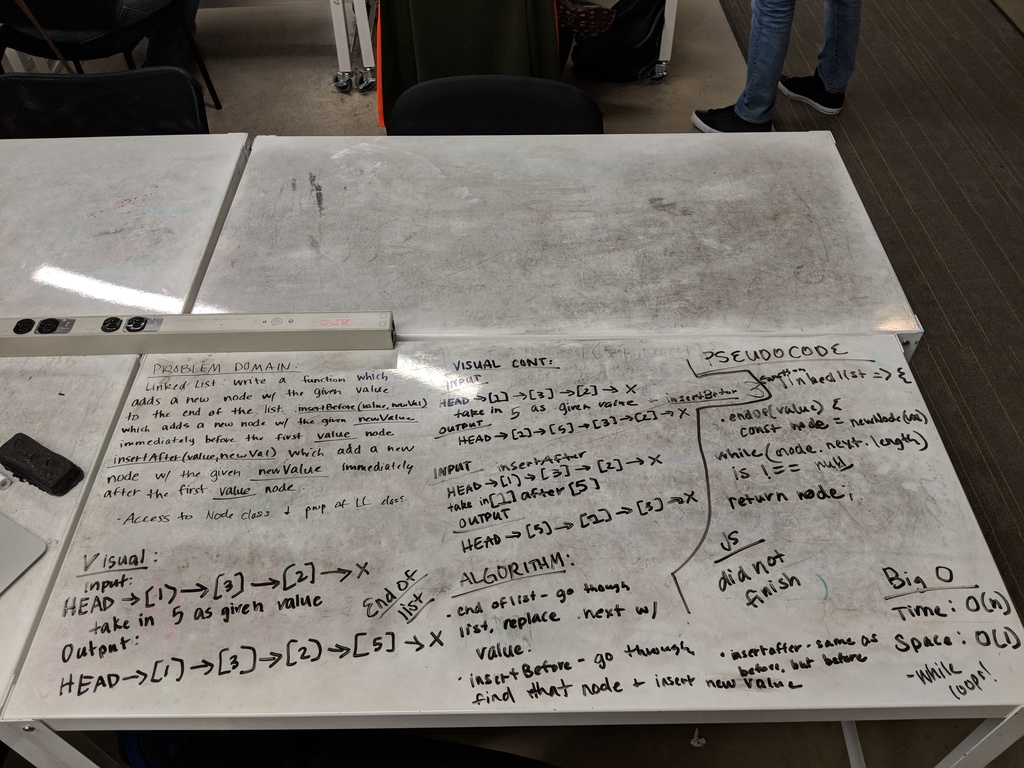 PROBLEM DOMAIN:
Linked List: Write a function which
adds a new node w/ the given value
to the end of the list. insertBefore(value, newVal)
which adds a new node w/ the given newValue
immediately before the first value node
insertAfter(value, newVal) which add a new
node w/ the given newValue immediately
after the first value node.
· Access to Node class + prop of LL class.
Visual:
Input:
HEAD → [1] → [3] → [2] → X
take in 5 as given value
Output:
HEAD → [1] → [3] → [2] → [5] → X
End of
list
VISUAL CONT:
INPUT
HEAD → [1] → [3] → [2] → X
take in 5 as given value - insertBefor
OUTPUT
HEAD → [1] → [5] → [3] → [2] → X
INPUT insertAfter
HEAD → [1] → [3] → [2] → X
take in [1] after [5]
OUTPUT
HEAD → [5] → [1] → [3] → X
ALGORITHM:
· end of list - go though
list, replace .next w/
value.
· insertBefore - go through,
find that node + insert new value
· insertafter - same as
before, but before
PSEUDOCODE
linked list => {
· endof(value) {
const node = newNode(val)
while(node.next.length)
is !== null
return node;
JS
did not
finish
Big O
Time: O(n)
Space: O(1)
- While
loops!